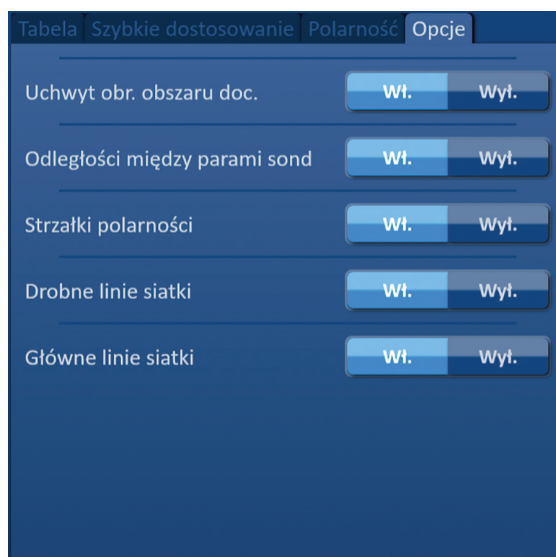 Tabela Szybkie dostosowanie Polarność Opcje
Uchwyt obr. obszaru doc. Wł. Wył.
Odległości między parami sond Wł. Wył.
Strzałki polarności Wł. Wył.
Drobne linie siatki Wł. Wył.
Główne linie siatki Wł. Wył.